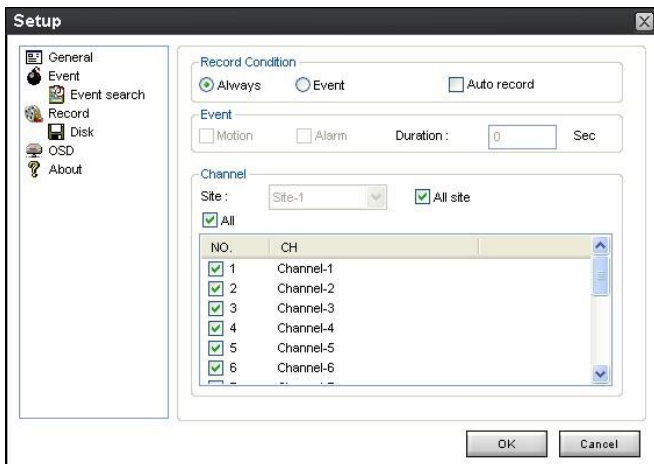 Setup
General
Event
Event search
Record
Disk
OSD
About
Record Condition
Always Event Auto record
Event
Motion Alarm Duration : 0 Sec
Channel
Site : Site-1 All site
All
NO. CH
1 Channel-1
2 Channel-2
3 Channel-3
4 Channel-4
5 Channel-5
6 Channel-6
OK Cancel